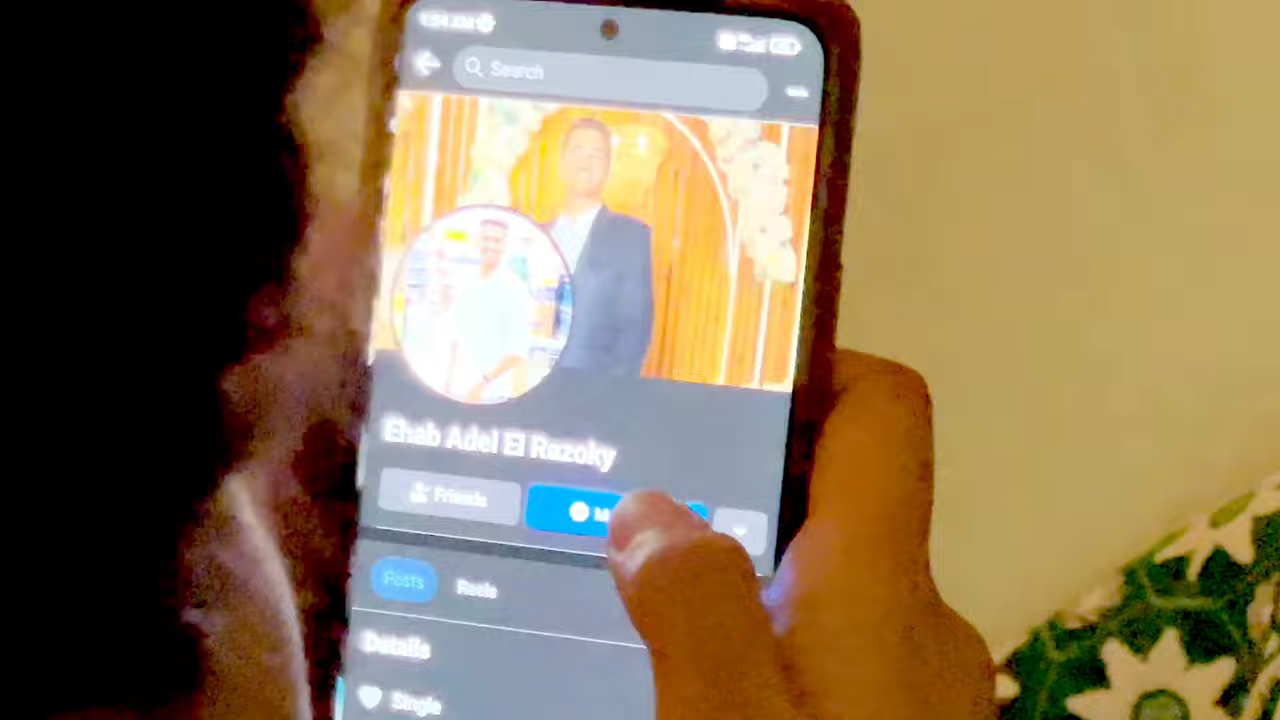 Search
Ehab Adel El Razoky
Friends
M
Posts
Reels
Details
Single